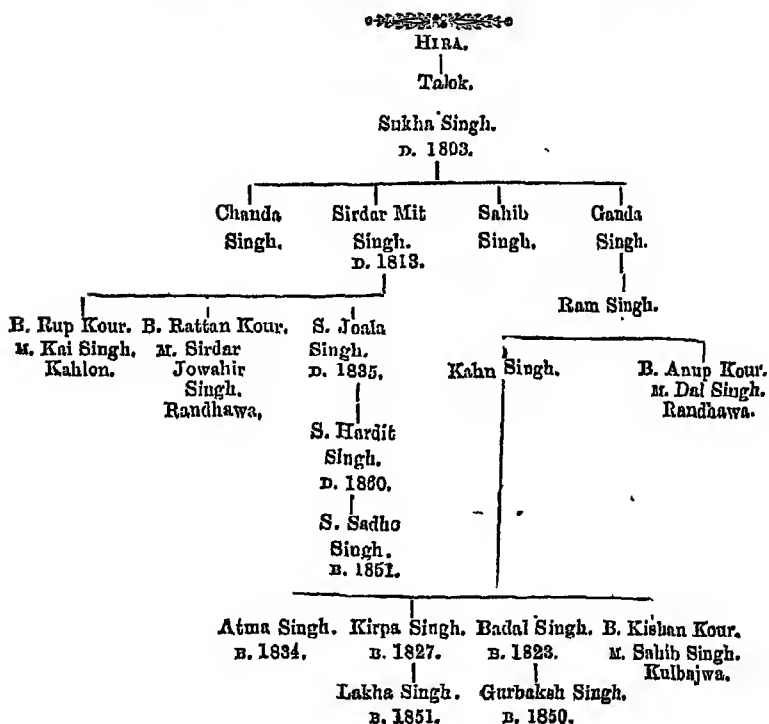 HIRA.
Talok.
Sukha Singh.
D. 1803.
Chanda Sirdar Mit Sahib Ganda
Singh. Singh. Singh. Singh.
D. 1813.
Ram Singh.
B. Rup Kour. B. Rattan Kour. S. Joala
M. Kai Singh, M. Sirdar Singh.
Kahlon. Jowahir D. 1835.
Singh.
Randhawa,
Kahn Singh. B. Anup Kour.
M. Dal Singh.
Randhawa.
S. Hardit
Singh.
D. 1860.
S. Sadho
Singh.
B. 1851.
Atma Singh. Kirpa Singh. Badal Singh. B. Kishan Kour.
B. 1834. B. 1827. B. 1823. M. Sahib Singh.
Kulbajwa.
Lakha Singh. Gurbaksh Singh.
B. 1851. B. 1850.